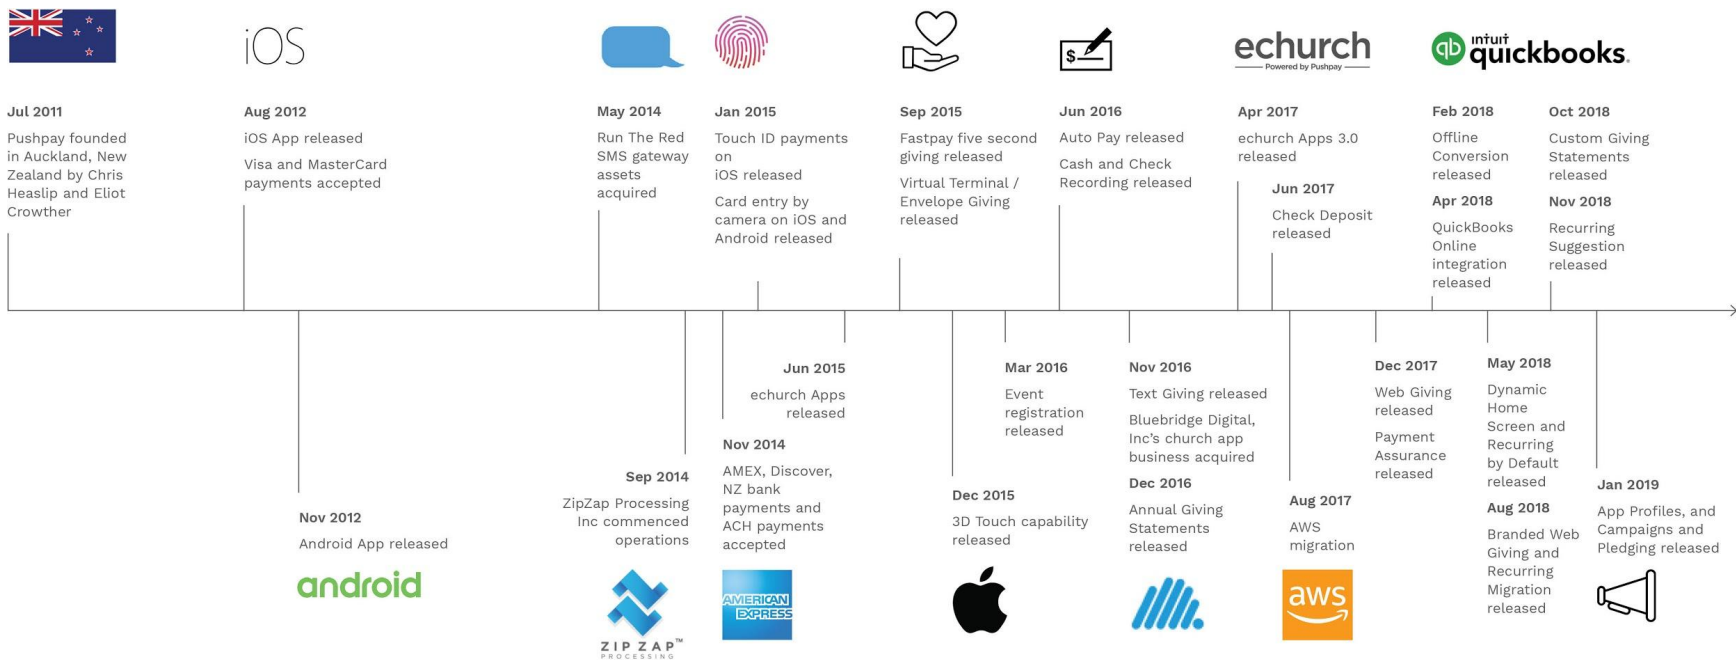 iOS
echurch
Powered by Pushpay
qb
intuit
quickbooks.
Jul 2011
Pushpay founded
in Auckland, New
Zealand by Chris
Heaslip and Eliot
Crowther
Aug 2012
iOS App released
Visa and MasterCard
payments accepted
May 2014
Run The Red
SMS gateway
assets
acquired
Jan 2015
Touch ID payments
on
iOS released
Card entry by
camera on iOS and
Android released
Sep 2015
Fastpay five second
giving released
Virtual Terminal /
Envelope Giving
released
$
Jun 2016
Auto Pay released
Cash and Check
Recording released
Apr 2017
echurch Apps 3.0
released
Jun 2017
Check Deposit
released
Feb 2018
Offline
Conversion
released
Apr 2018
QuickBooks
Online
integration
released
Oct 2018
Custom Giving
Statements
released
Nov 2018
Recurring
Suggestion
released
Nov 2012
Android App released
android
Sep 2014
ZipZap Processing
Inc commenced
operations
ZIP ZAP™
PROCESSING
Jun 2015
echurch Apps
released
Nov 2014
AMEX, Discover,
NZ bank
payments and
ACH payments
accepted
AMERICAN
EXPRESS
Dec 2015
3D Touch capability
released
Mar 2016
Event
registration
released
Nov 2016
Text Giving released
Bluebridge Digital,
Inc’s church app
business acquired
Dec 2016
Annual Giving
Statements
released
Aug 2017
AWS
migration
aws
Dec 2017
Web Giving
released
Payment
Assurance
released
May 2018
Dynamic
Home
Screen and
Recurring
by Default
released
Aug 2018
Branded Web
Giving and
Recurring
Migration
released
Jan 2019
App Profiles, and
Campaigns and
Pledging released